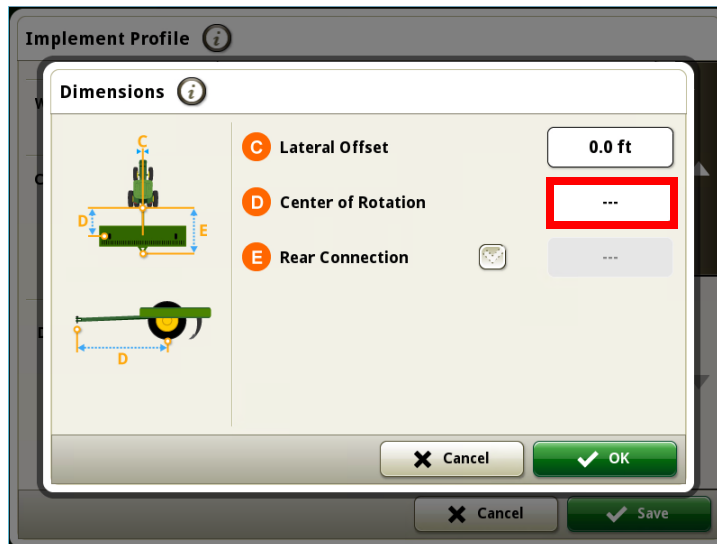 Implement Profile i
Dimensions i
C
C Lateral Offset 0.0 ft
D Center of Rotation ---
D E
E Rear Connection ---
D
Cancel OK
Cancel Save